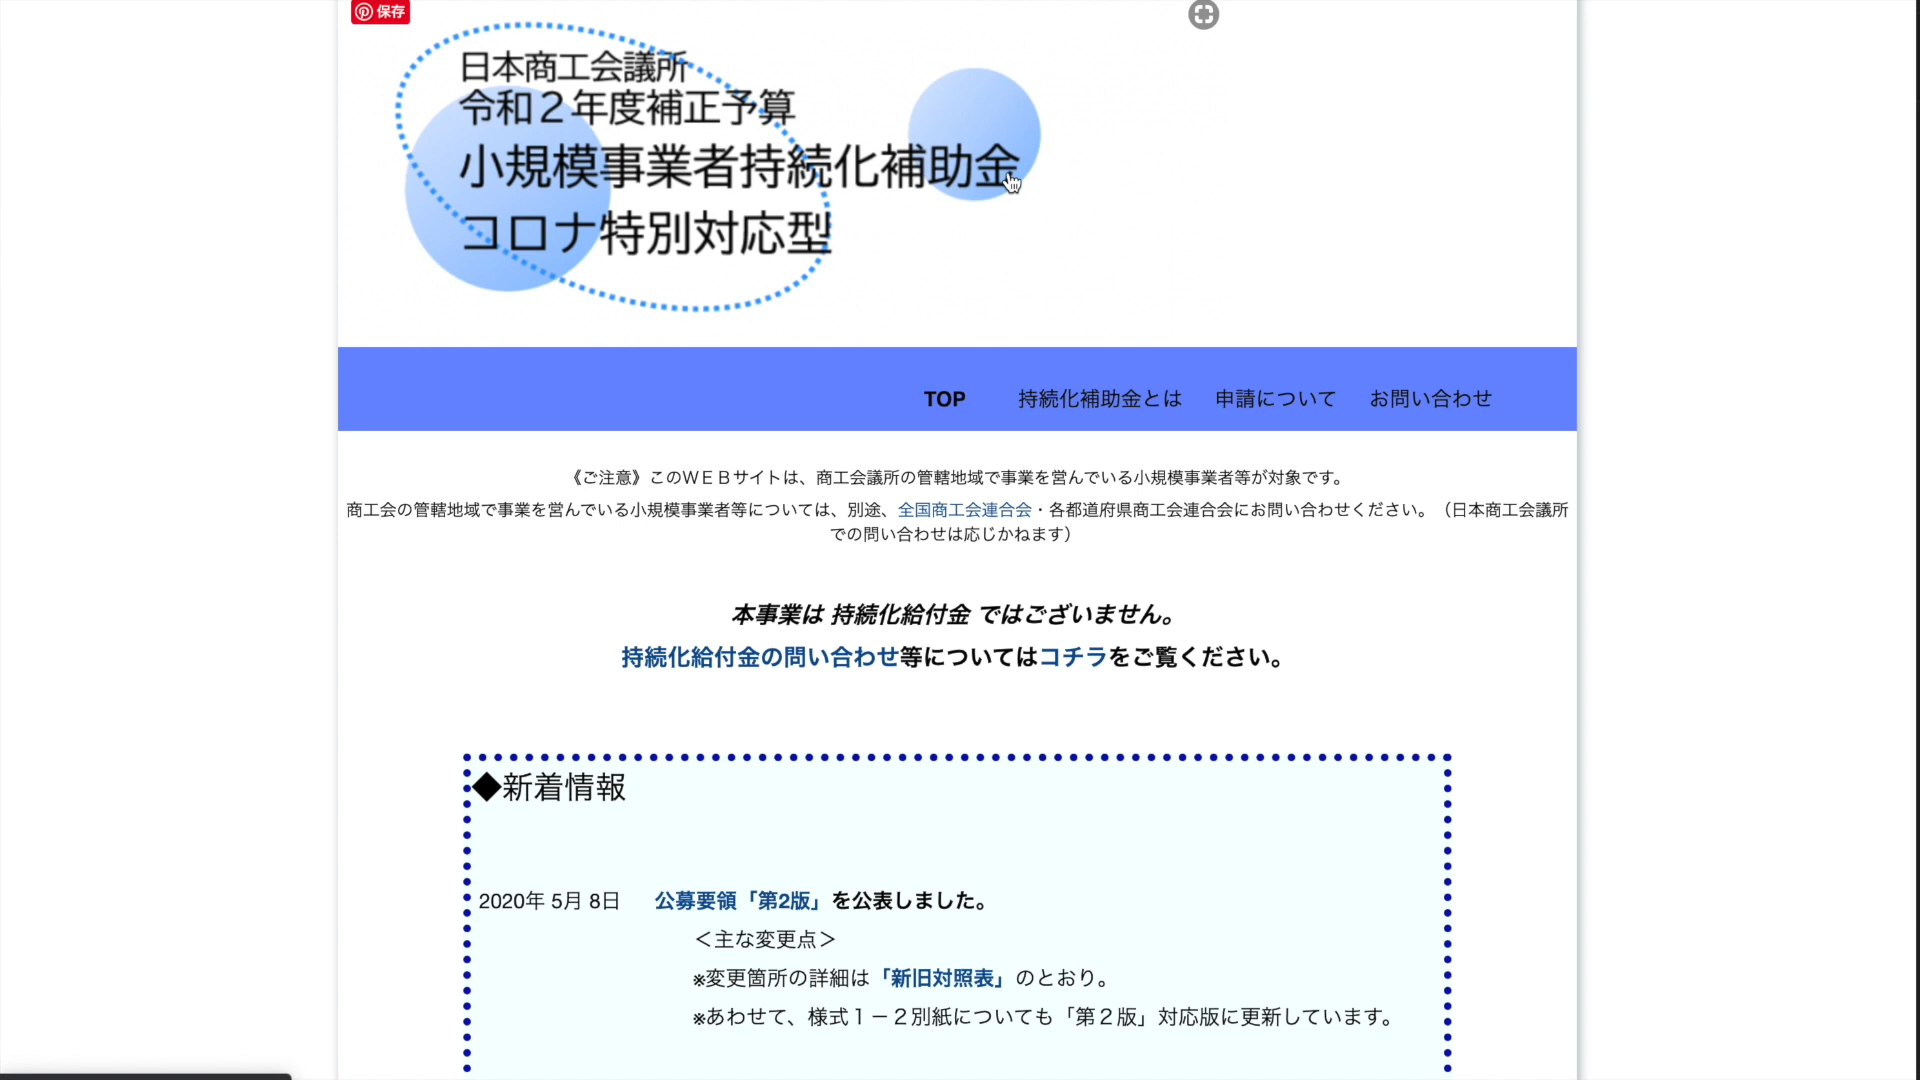 保存
日本商工会議所
令和２年度補正予算
小規模事業者持続化補助金
コロナ特別対応型
TOP 持続化補助金とは 申請について お問い合わせ
《ご注意》このＷＥＢサイトは、商工会議所の管轄地域で事業を営んでいる小規模事業者等が対象です。
商工会の管轄地域で事業を営んでいる小規模事業者等については、別途、全国商工会連合会・各都道府県商工会連合会にお問い合わせください。（日本商工会議所
での問い合わせは応じかねます）
本事業は 持続化給付金 ではございません。
持続化給付金の問い合わせ等についてはコチラをご覧ください。
◆新着情報
2020年 5月 8日 公募要領「第2版」を公表しました。
＜主な変更点＞
※変更箇所の詳細は「新旧対照表」のとおり。
※あわせて、様式１－２別紙についても「第２版」対応版に更新しています。